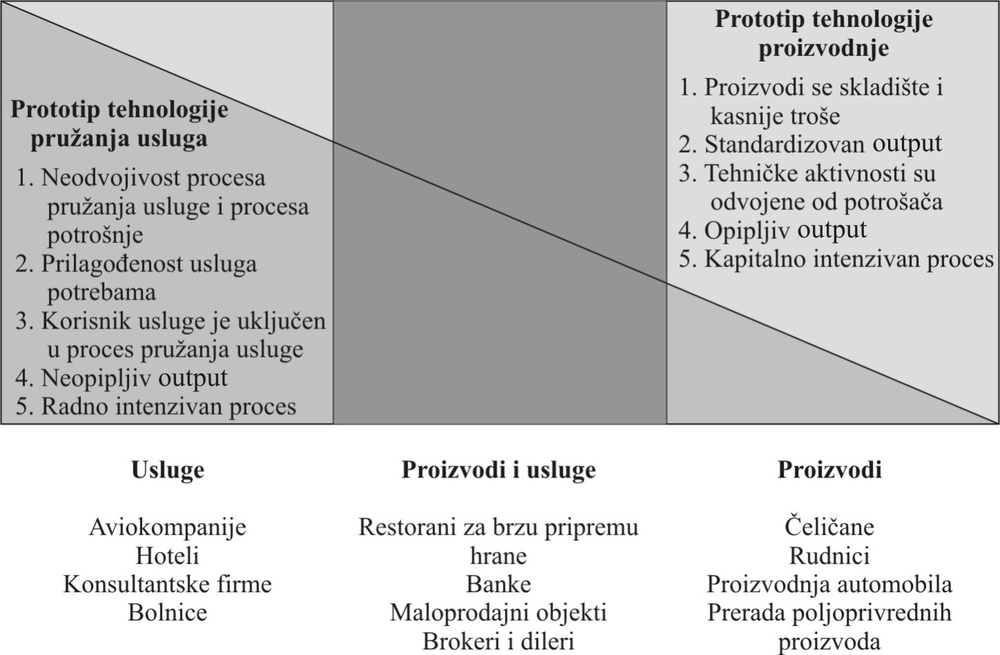 Prototip tehnologije
pružanja usluga
1. Neodvojivost procesa
pružanja usluge i procesa
potrošnje
2. Prilagođenost usluga
potrebama
3. Korisnik usluge je uključen
u proces pružanja usluge
4. Neopipljiv output
5. Radno intenzivan proces
Prototip tehnologije
proizvodnje
1. Proizvodi se skladište i
kasnije troše
2. Standardizovan output
3. Tehničke aktivnosti su
odvojene od potrošača
4. Opipljiv output
5. Kapitalno intenzivan proces
Usluge
Aviokompanije
Hoteli
Konsultantske firme
Bolnice
Proizvodi i usluge
Restorani za brzu pripremu
hrane
Banke
Maloprodajni objekti
Brokeri i dileri
Proizvodi
Čeličane
Rudnici
Proizvodnja automobila
Prerada poljoprivrednih
proizvoda